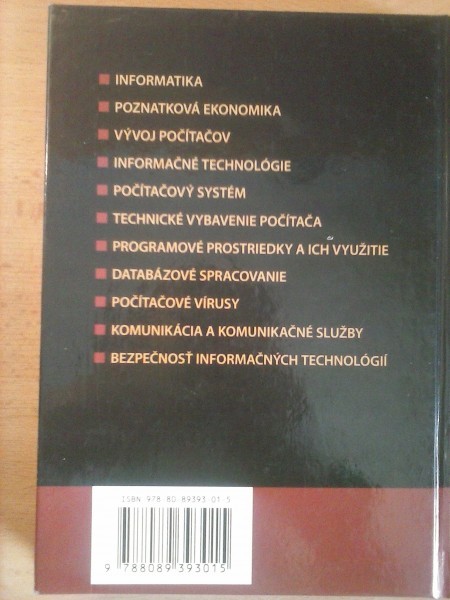 INFORMATIKA
POZNATKOVÁ EKONOMIKA
VÝVOJ POČÍTAČOV
INFORMAČNÉ TECHNOLÓGIE
POČÍTAČOVÝ SYSTÉM
TECHNICKÉ VYBAVENIE POČÍTAČA
PROGRAMOVÉ PROSTRIEDKY A ICH VYUŽITIE
DATABÁZOVÉ SPRACOVANIE
POČÍTAČOVÉ VÍRUSY
KOMUNIKÁCIA A KOMUNIKAČNÉ SLUŽBY
BEZPEČNOSŤ INFORMAČNÝCH TECHNOLÓGIÍ
ISBN 978-80-89393-01-5
9 788089 393015